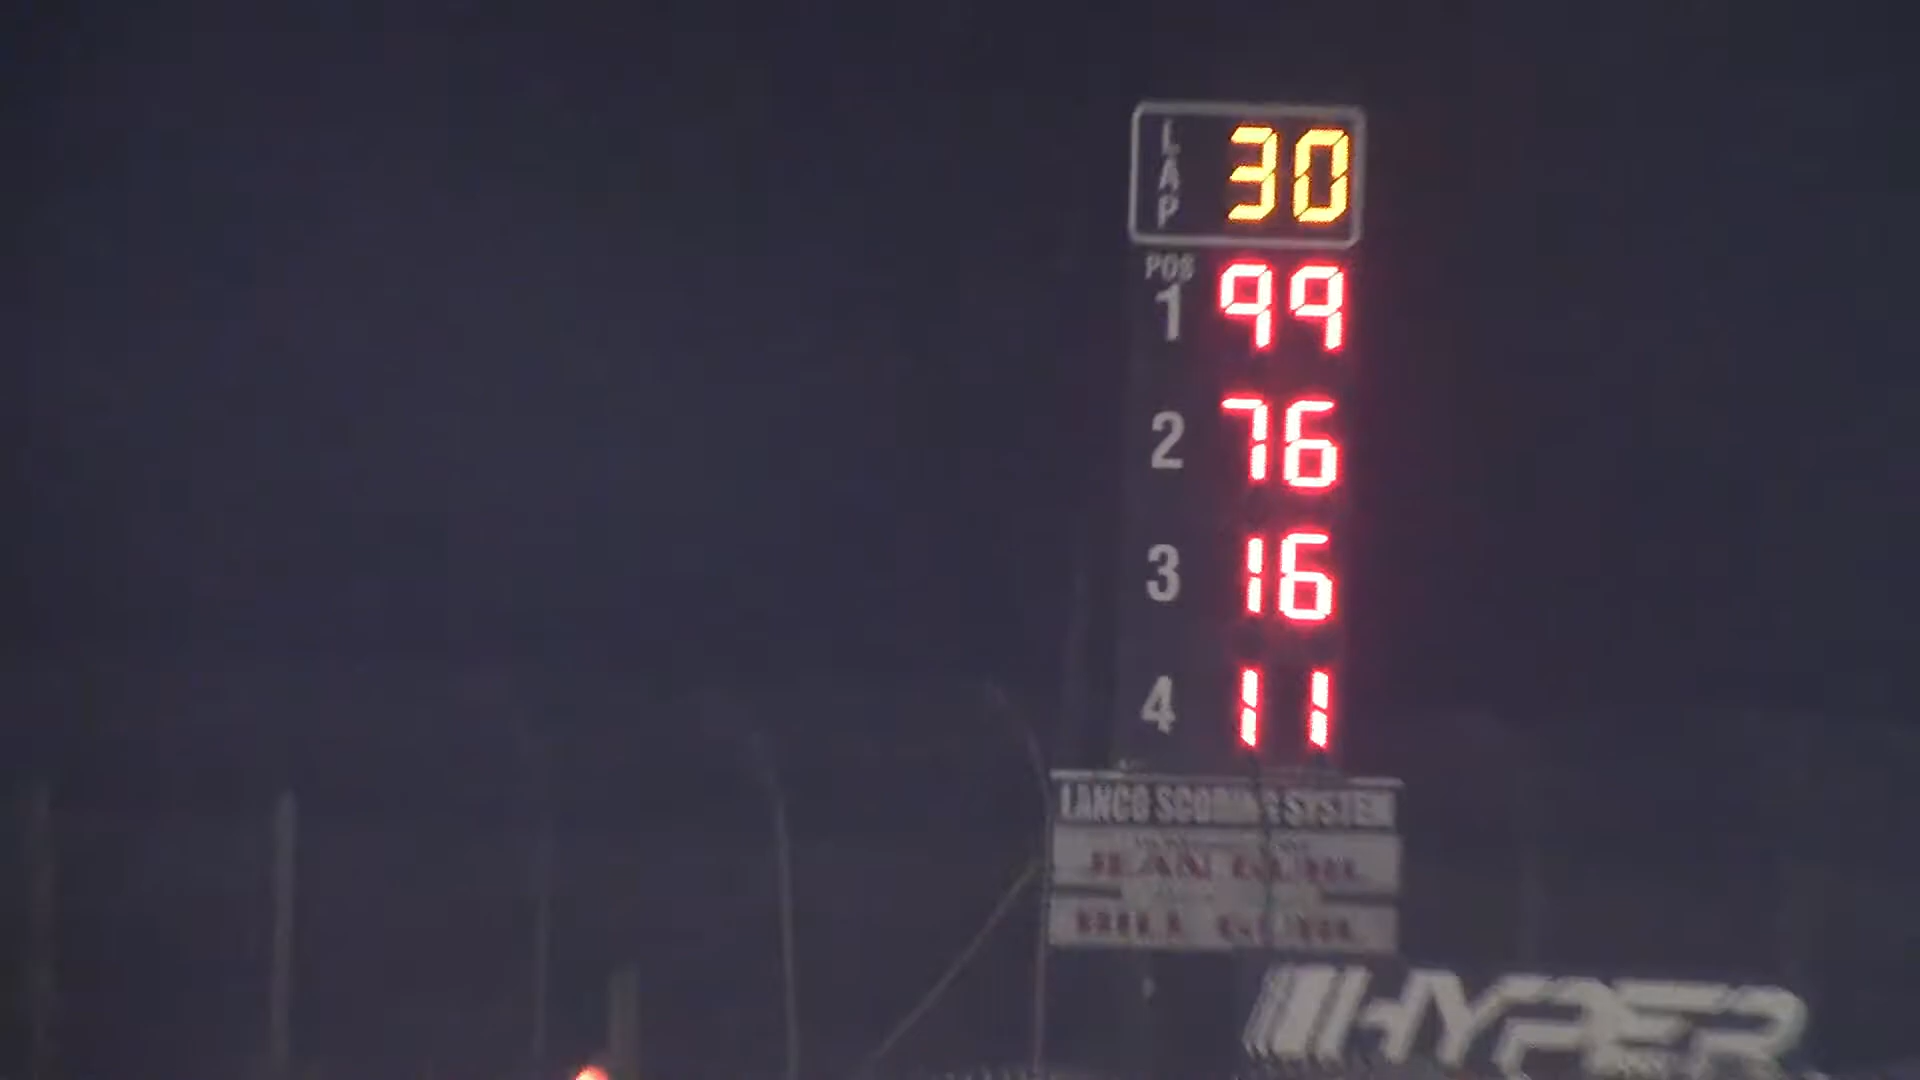 LAP 30
POS
1 99
2 76
3 16
4 11
LANCO SCORING SYSTEM
HYPER